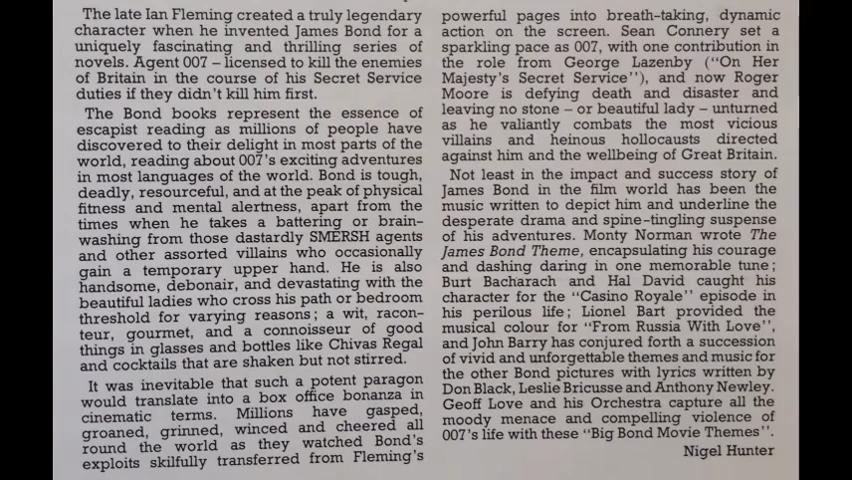 The late Ian Fleming created a truly legendary
character when he invented James Bond for a
uniquely fascinating and thrilling series of
novels. Agent 007 – licensed to kill the enemies
of Britain in the course of his Secret Service
duties if they didn't kill him first.
The Bond books represent the essence of
escapist reading as millions of people have
discovered to their delight in most parts of the
world, reading about 007's exciting adventures
in most languages of the world. Bond is tough,
deadly, resourceful, and at the peak of physical
fitness and mental alertness, apart from the
times when he takes a battering or brain-
washing from those dastardly SMERSH agents
and other assorted villains who occasionally
gain a temporary upper hand. He is also
handsome, debonair, and devastating with the
beautiful ladies who cross his path or bedroom
threshold for varying reasons; a wit, racon-
teur, gourmet, and a connoisseur of good
things in glasses and bottles like Chivas Regal
and cocktails that are shaken but not stirred.
It was inevitable that such a potent paragon
would translate into a box office bonanza in
cinematic terms. Millions have gasped,
groaned, grinned, winced and cheered all
round the world as they watched Bond's
exploits skilfully transferred from Fleming's
powerful pages into breath-taking, dynamic
action on the screen. Sean Connery set a
sparkling pace as 007, with one contribution in
the role from George Lazenby ("On Her
Majesty's Secret Service"), and now Roger
Moore is defying death and disaster and
leaving no stone – or beautiful lady – unturned
as he valiantly combats the most vicious
villains and heinous hollocausts directed
against him and the wellbeing of Great Britain.
Not least in the impact and success story of
James Bond in the film world has been the
music written to depict him and underline the
desperate drama and spine-tingling suspense
of his adventures. Monty Norman wrote The
James Bond Theme, encapsulating his courage
and dashing daring in one memorable tune;
Burt Bacharach and Hal David caught his
character for the "Casino Royale" episode in
his perilous life; Lionel Bart provided the
musical colour for "From Russia With Love",
and John Barry has conjured forth a succession
of vivid and unforgettable themes and music for
the other Bond pictures with lyrics written by
Don Black, Leslie Bricusse and Anthony Newley.
Geoff Love and his Orchestra capture all the
moody menace and compelling violence of
007's life with these "Big Bond Movie Themes".
Nigel Hunter